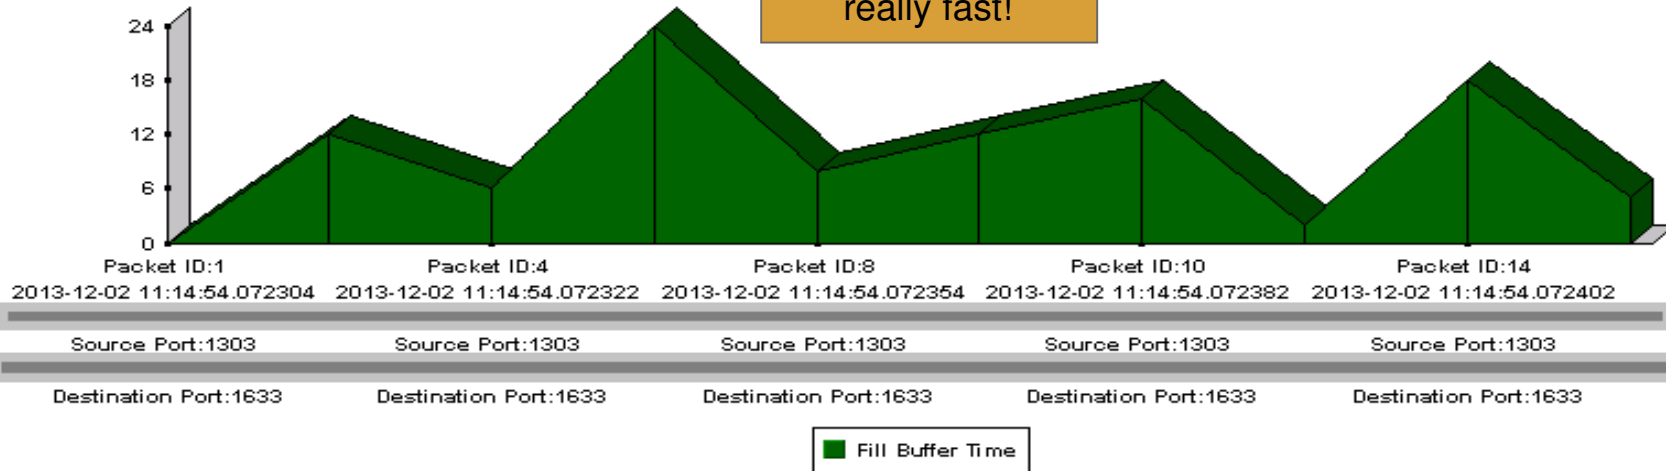 really fast!
24
18
12
6
0
Packet ID:1 Packet ID:4 Packet ID:8 Packet ID:10 Packet ID:14
2013-12-02 11:14:54.072304 2013-12-02 11:14:54.072322 2013-12-02 11:14:54.072354 2013-12-02 11:14:54.072382 2013-12-02 11:14:54.072402
Source Port:1303 Source Port:1303 Source Port:1303 Source Port:1303 Source Port:1303
Destination Port:1633 Destination Port:1633 Destination Port:1633 Destination Port:1633 Destination Port:1633
Fill Buffer Time